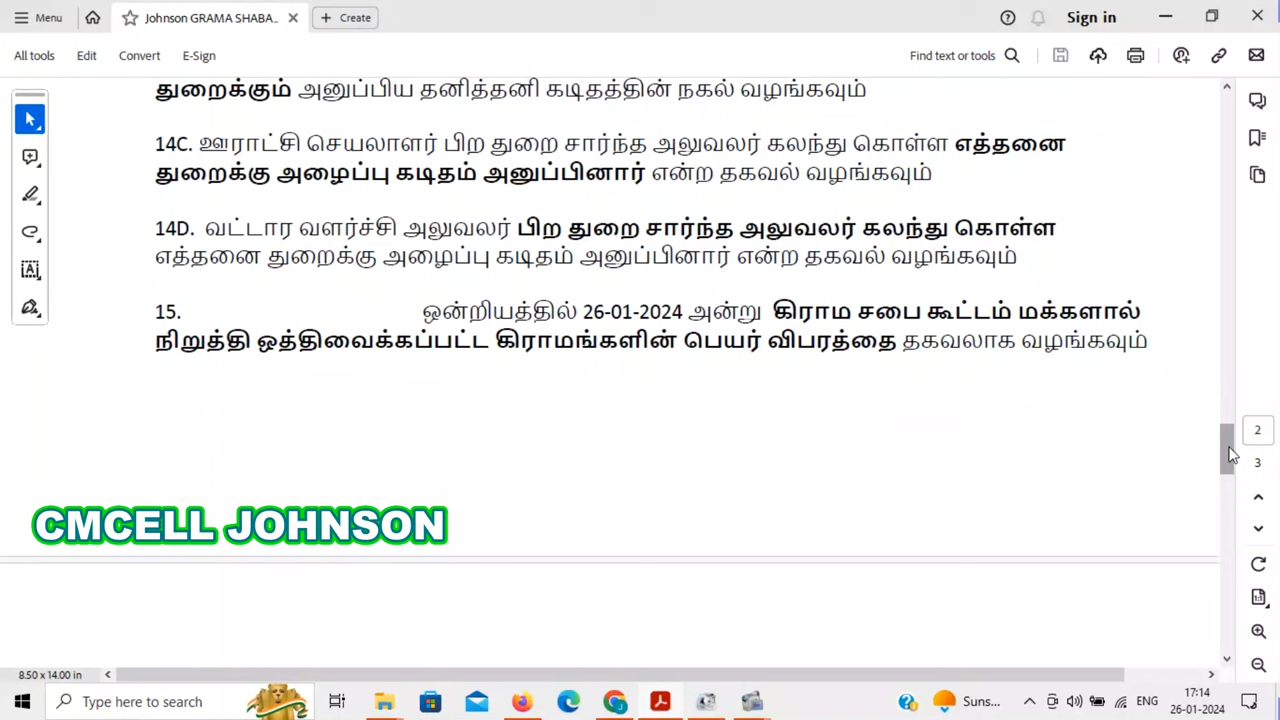 Menu
Johnson GRAMA SHABA...
Create
Sign in
All tools
Edit
Convert
E-Sign
Find text or tools
துறைக்கும் அனுப்பிய தனித்தனி கடிதத்தின் நகல் வழங்கவும்
14C. ஊராட்சி செயலாளர் பிற துறை சார்ந்த அலுவலர் கலந்து கொள்ள எத்தனை
துறைக்கு அழைப்பு கடிதம் அனுப்பினார் என்ற தகவல் வழங்கவும்
14D. வட்டார வளர்ச்சி அலுவலர் பிற துறை சார்ந்த அலுவலர் கலந்து கொள்ள
எத்தனை துறைக்கு அழைப்பு கடிதம் அனுப்பினார் என்ற தகவல் வழங்கவும்
15. ஒன்றியத்தில் 26-01-2024 அன்று கிராம சபை கூட்டம் மக்களால்
நிறுத்தி ஒத்திவைக்கப்பட்ட கிராமங்களின் பெயர் விபரத்தை தகவலாக வழங்கவும்
2
3
CMCELL JOHNSON
8.50 x 14.00 in
Type here to search
Suns...
ENG
17:14
26-01-2024